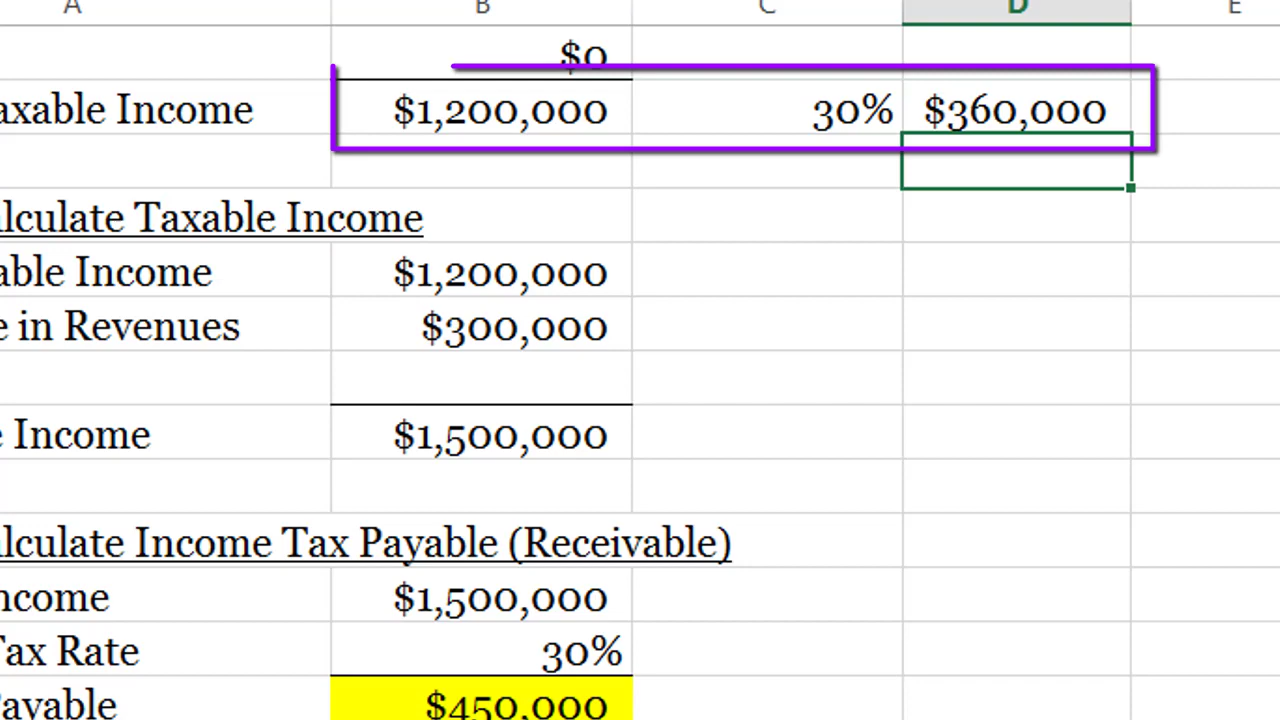 A B C D E
$0
axable Income $1,200,000 30% $360,000
lculate Taxable Income
able Income $1,200,000
e in Revenues $300,000
e Income $1,500,000
lculate Income Tax Payable (Receivable)
ncome $1,500,000
Tax Rate 30%
Payable $450,000